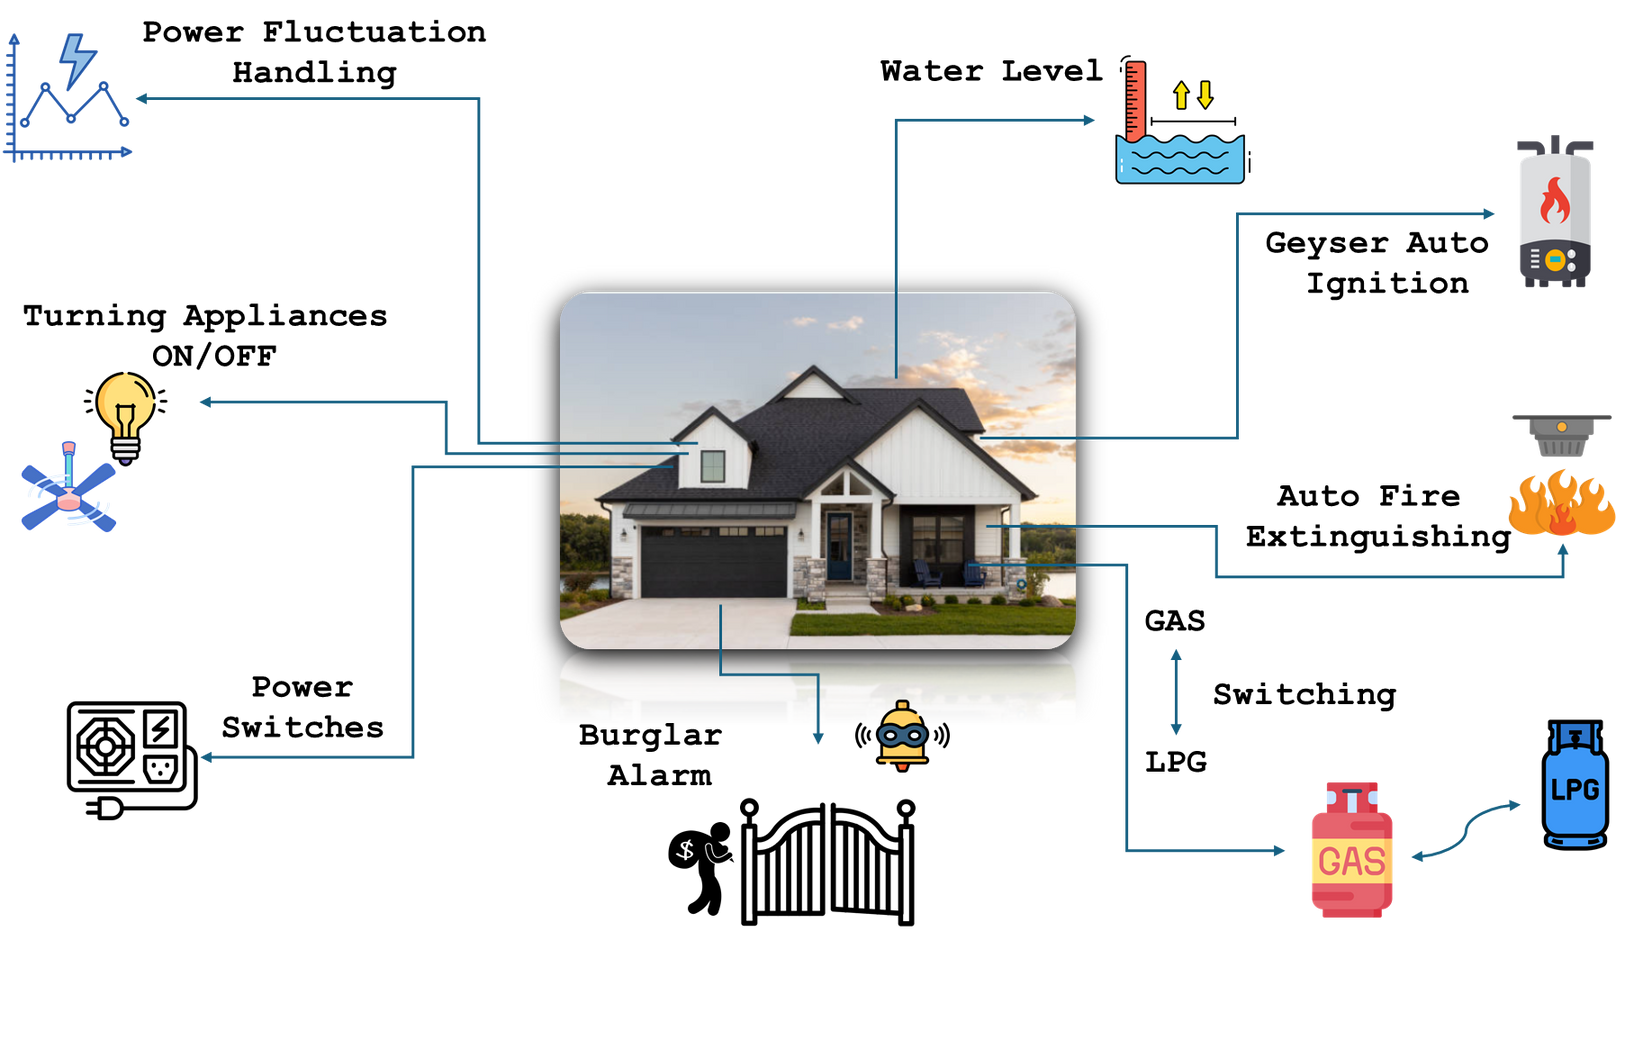 Power Fluctuation
Handling
Water Level
Geyser Auto
Ignition
Turning Appliances
ON/OFF
Auto Fire
Extinguishing
GAS
Switching
LPG
Power
Switches
Burglar
Alarm
$
GAS
LPG